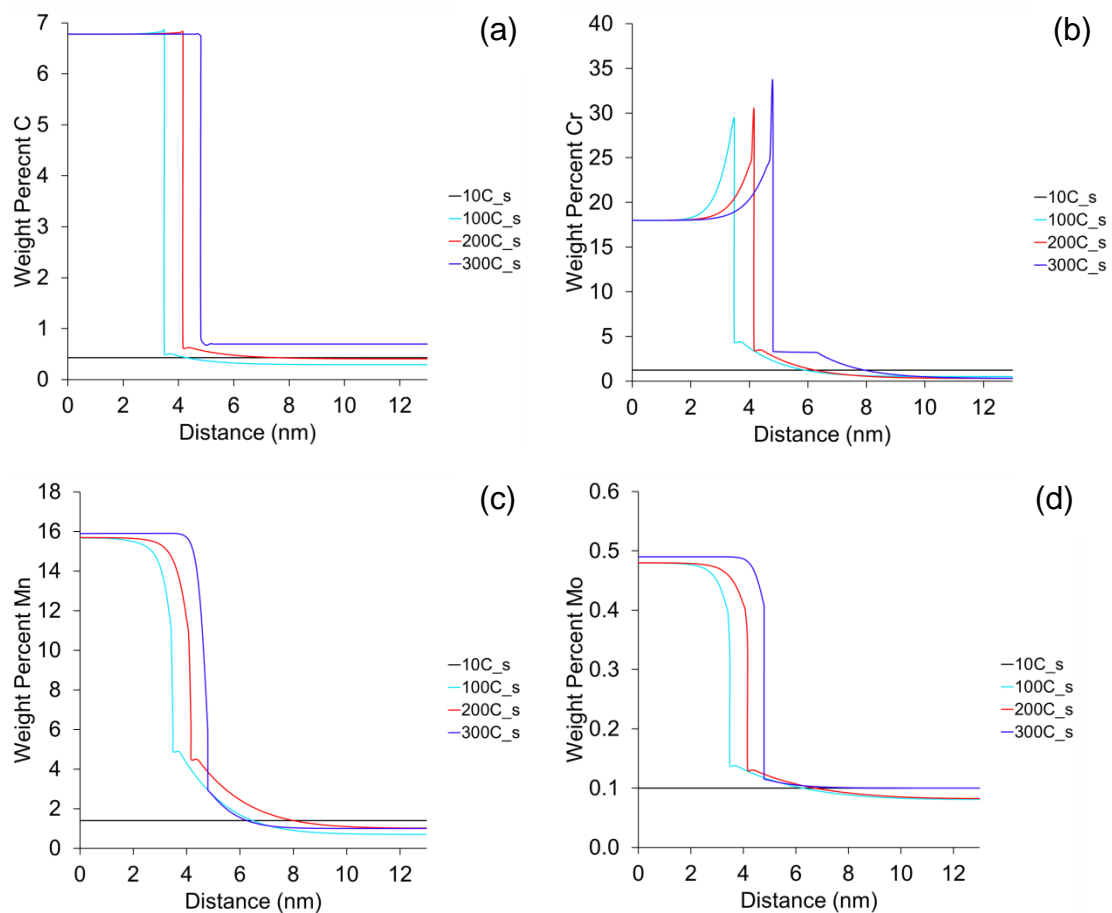 (a)
Weight Perecnt C
7
6
5
4
3
2
1
0
0 2 4 6 8 10 12
Distance (nm)
10C_s
100C_s
200C_s
300C_s
(b)
Weight Percent Cr
40
35
30
25
20
15
10
5
0
0 2 4 6 8 10 12
Distance (nm)
10C_s
100C_s
200C_s
300C_s
(c)
Weight Percent Mn
18
16
14
12
10
8
6
4
2
0
0 2 4 6 8 10 12
Distance (nm)
10C_s
100C_s
200C_s
300C_s
(d)
Weight Percent Mo
0.6
0.5
0.4
0.3
0.2
0.1
0.0
0 2 4 6 8 10 12
Distance (nm)
10C_s
100C_s
200C_s
300C_s